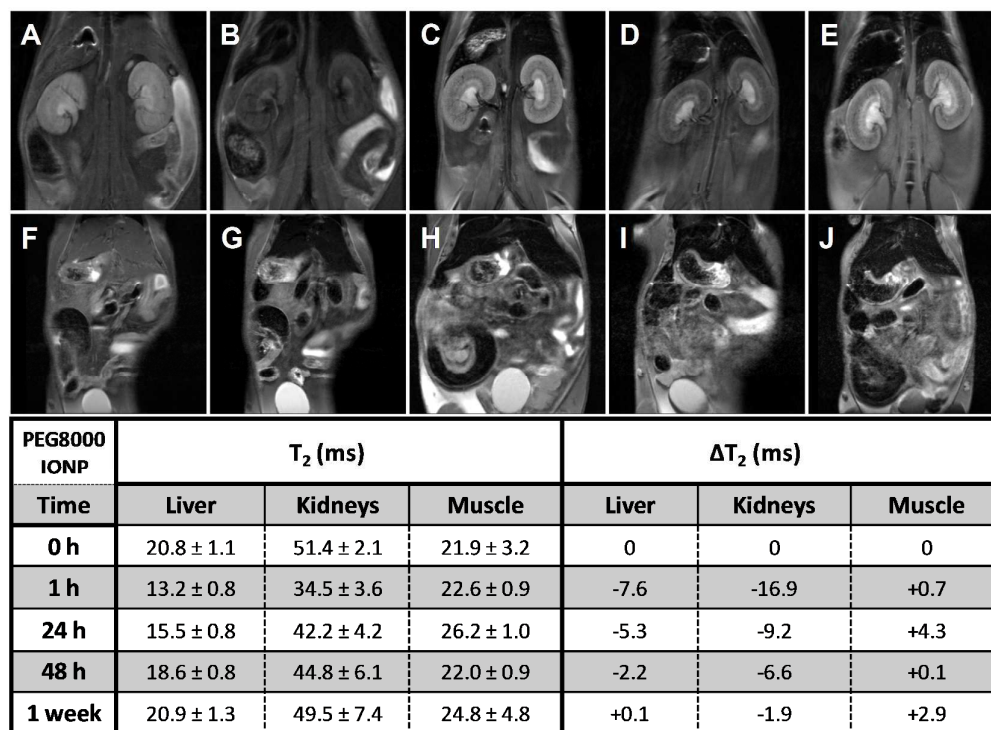 A B C D E
F G H I J
PEG8000 IONP T₂ (ms) ΔT₂ (ms)
Time Liver Kidneys Muscle Liver Kidneys Muscle
0 h 20.8 ± 1.1 51.4 ± 2.1 21.9 ± 3.2 0 0 0
1 h 13.2 ± 0.8 34.5 ± 3.6 22.6 ± 0.9 -7.6 -16.9 +0.7
24 h 15.5 ± 0.8 42.2 ± 4.2 26.2 ± 1.0 -5.3 -9.2 +4.3
48 h 18.6 ± 0.8 44.8 ± 6.1 22.0 ± 0.9 -2.2 -6.6 +0.1
1 week 20.9 ± 1.3 49.5 ± 7.4 24.8 ± 4.8 +0.1 -1.9 +2.9